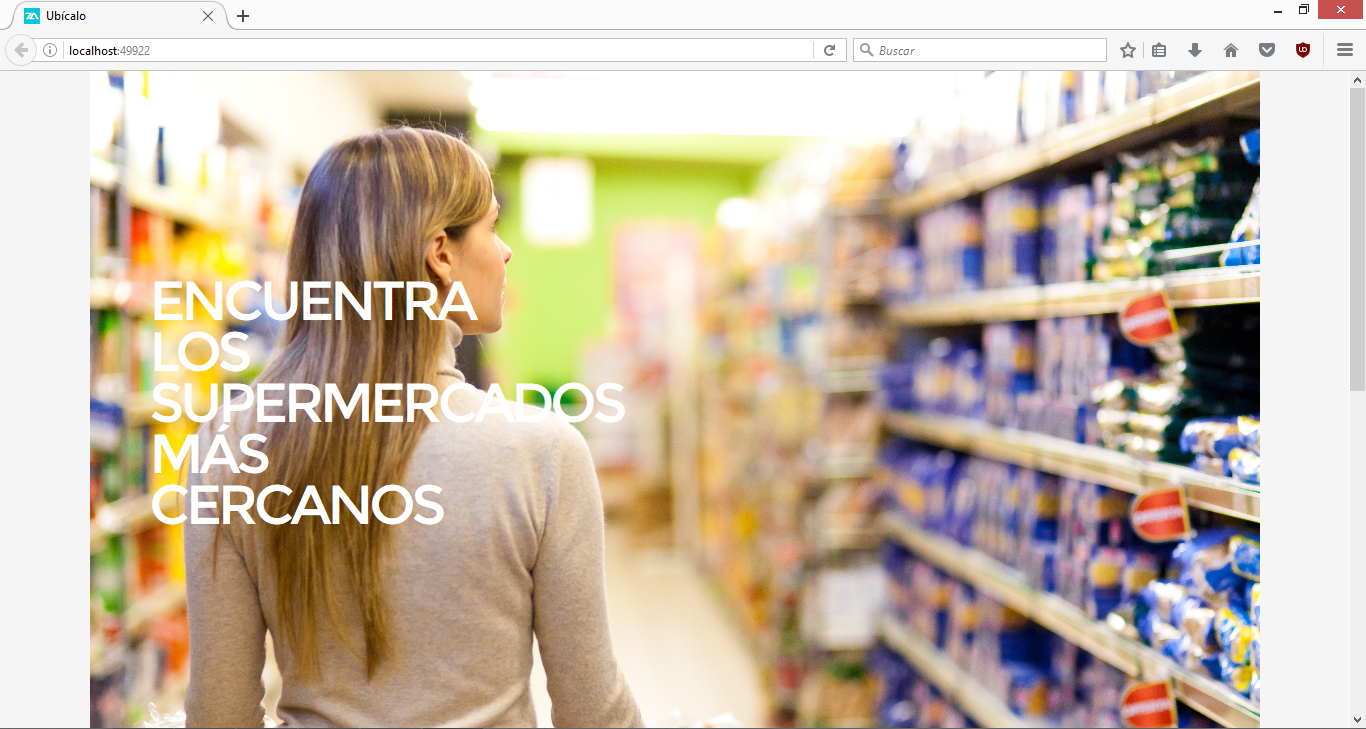 Ubícalo
localhost:49922
Buscar
ENCUENTRA
LOS
SUPERMERCADOS
MÁS
CERCANOS